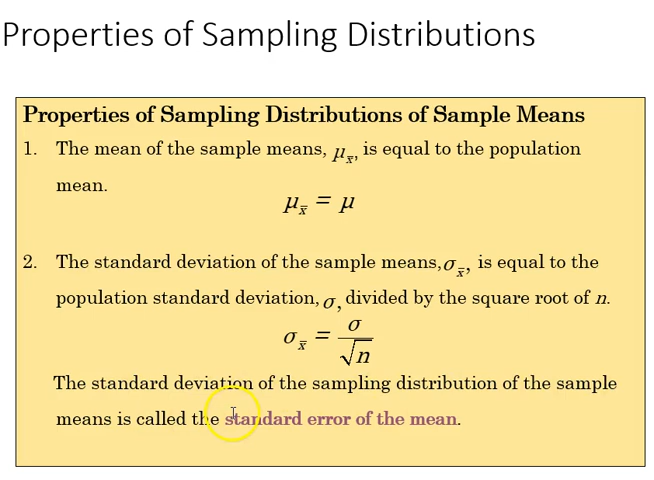 Properties of Sampling Distributions
Properties of Sampling Distributions of Sample Means
1. The mean of the sample means, μx̄, is equal to the population
mean.
μx̄ = μ
2. The standard deviation of the sample means, σx̄, is equal to the
population standard deviation, σ, divided by the square root of n.
σx̄ = σ/√n
The standard deviation of the sampling distribution of the sample
means is called the standard error of the mean.